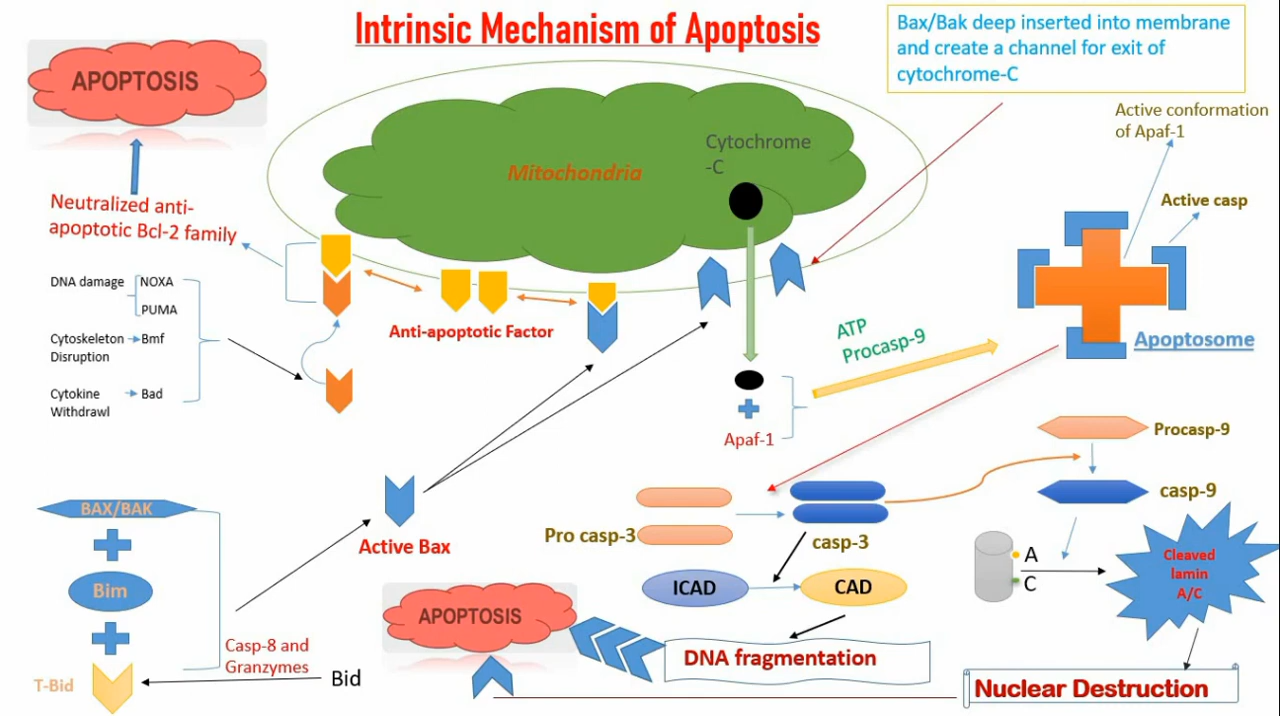 Intrinsic Mechanism of Apoptosis
Bax/Bak deep inserted into membrane
and create a channel for exit of
cytochrome-C
APOPTOSIS
Active conformation
of Apaf-1
Cytochrome
-C
Mitochondria
Active casp
Neutralized anti-
apoptotic Bcl-2 family
DNA damage
NOXA
PUMA
Cytoskeleton
Disruption
Bmf
Cytokine
Withdrawl
Bad
Anti-apoptotic Factor
ATP
Procasp-9
Apoptosome
Apaf-1
Procasp-9
casp-9
BAX/BAK
Active Bax
Pro casp-3
casp-3
Bim
ICAD
CAD
A
C
Cleaved
lamin
A/C
APOPTOSIS
Casp-8 and
Granzymes
Bid
T-Bid
DNA fragmentation
Nuclear Destruction